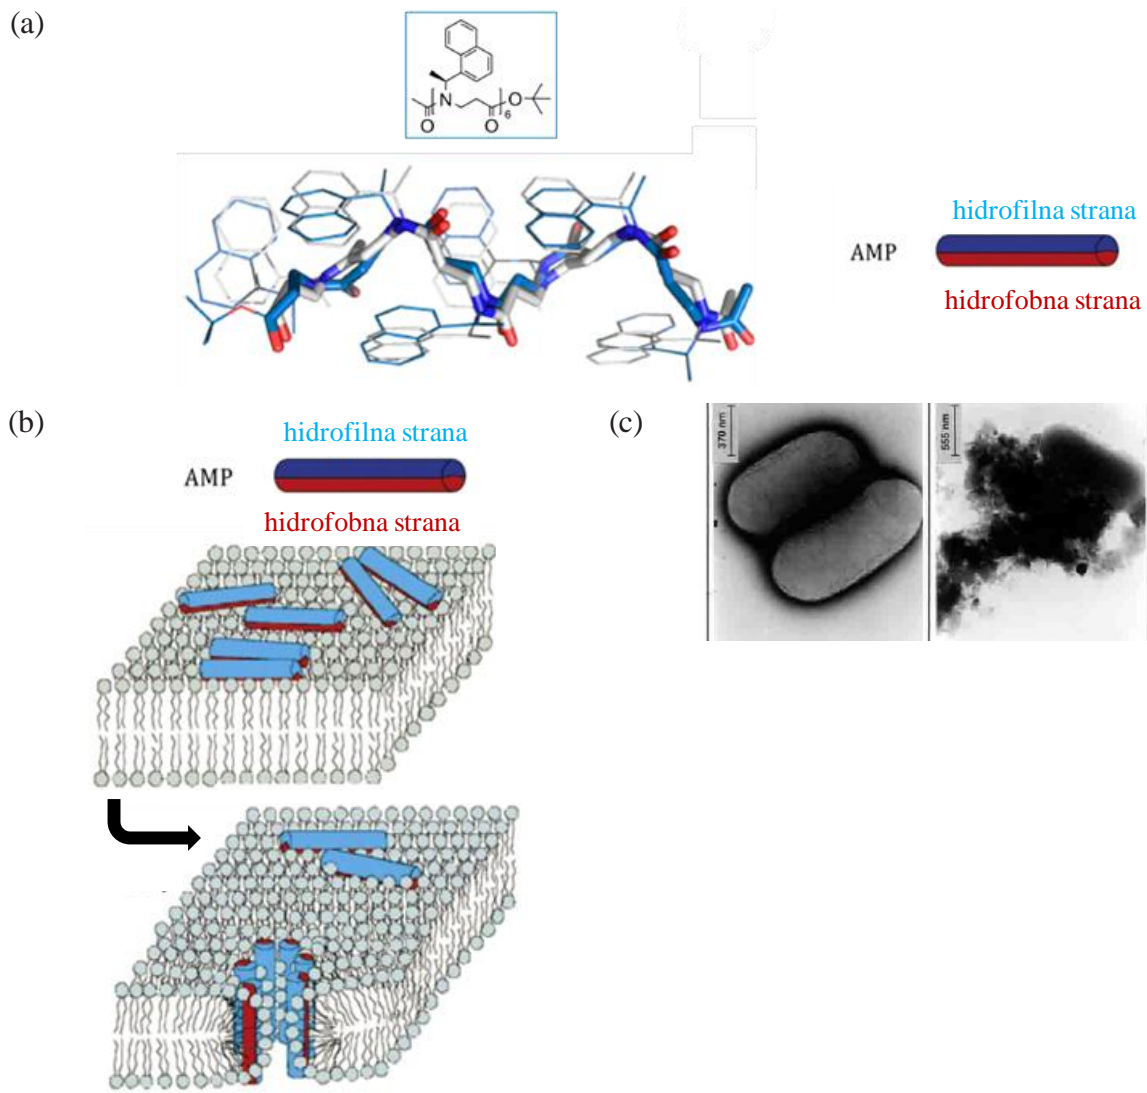 (a)
N
O
O
6
O
hidrofilna strana
AMP
hidrofobna strana
(b)
hidrofilna strana
AMP
hidrofobna strana
(c)
370 nm
555 nm